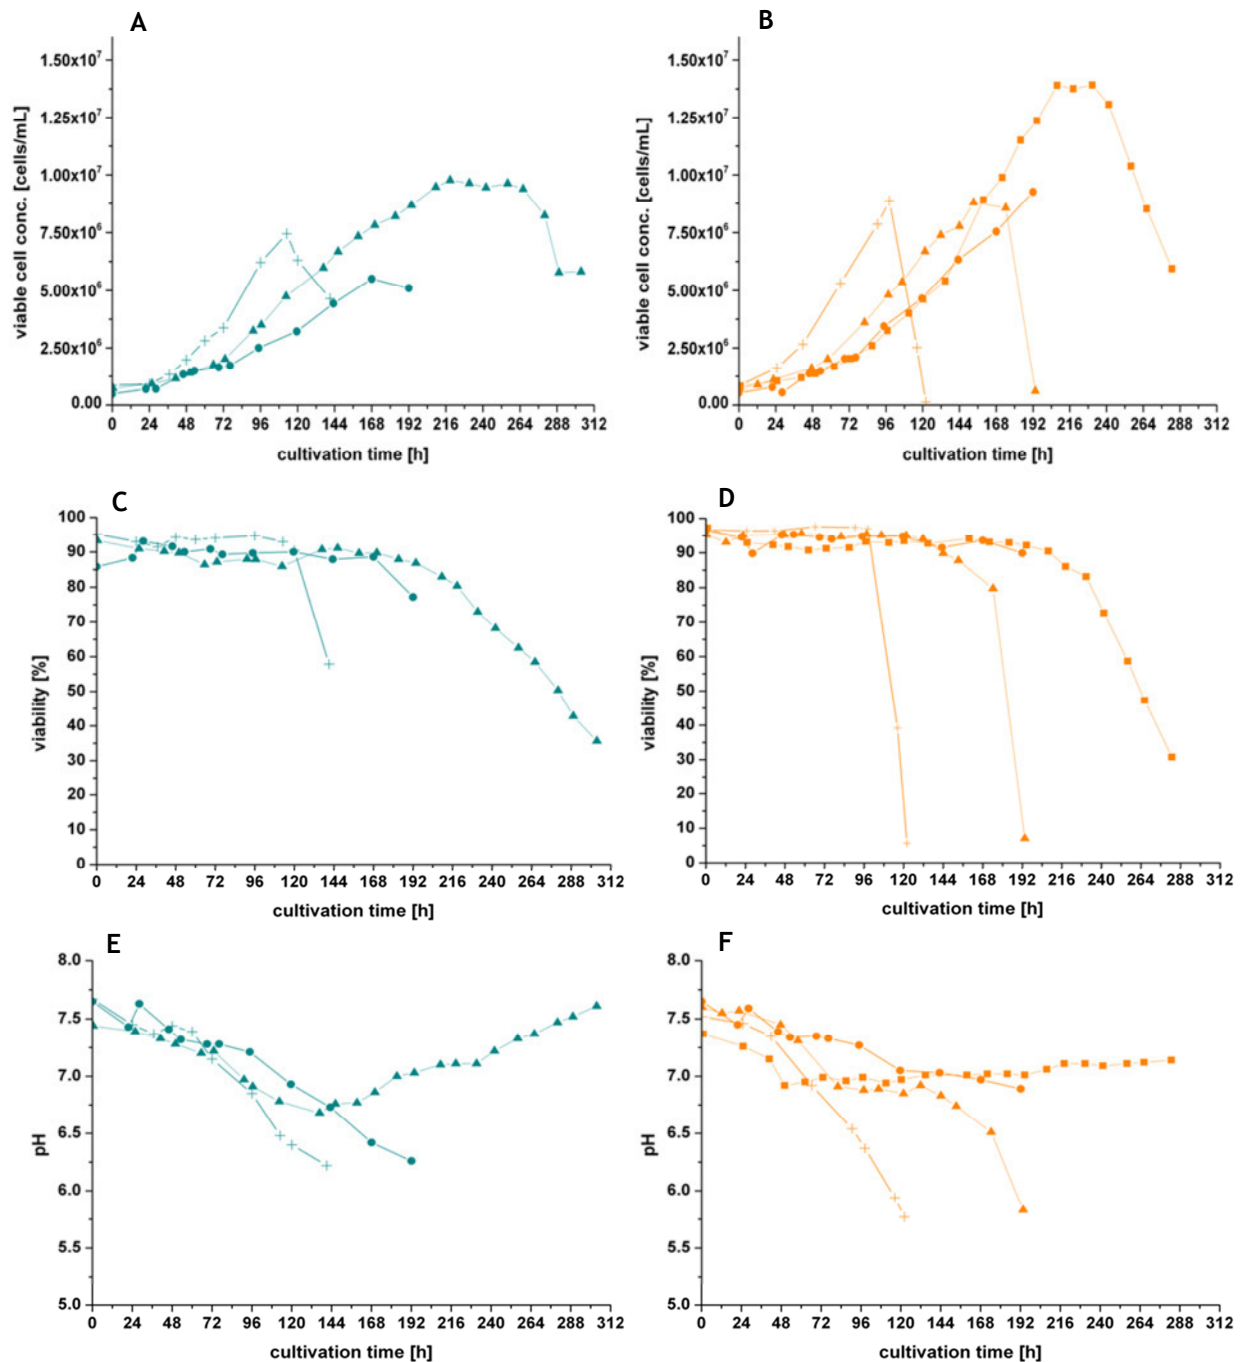 A
1.50x10⁷
1.25x10⁷
1.00x10⁷
7.50x10⁶
5.00x10⁶
2.50x10⁶
0.00
viable cell conc. [cells/mL]
0 24 48 72 96 120 144 168 192 216 240 264 288 312
cultivation time [h]
B
1.50x10⁷
1.25x10⁷
1.00x10⁷
7.50x10⁶
5.00x10⁶
2.50x10⁶
0.00
viable cell conc. [cells/mL]
0 24 48 72 96 120 144 168 192 216 240 264 288 312
cultivation time [h]
C
100
90
80
70
60
50
40
30
20
10
0
viability [%]
0 24 48 72 96 120 144 168 192 216 240 264 288 312
cultivation time [h]
D
100
90
80
70
60
50
40
30
20
10
0
viability [%]
0 24 48 72 96 120 144 168 192 216 240 264 288 312
cultivation time [h]
E
8.0
7.5
7.0
6.5
6.0
5.5
5.0
pH
0 24 48 72 96 120 144 168 192 216 240 264 288 312
cultivation time [h]
F
8.0
7.5
7.0
6.5
6.0
5.5
5.0
pH
0 24 48 72 96 120 144 168 192 216 240 264 288 312
cultivation time [h]